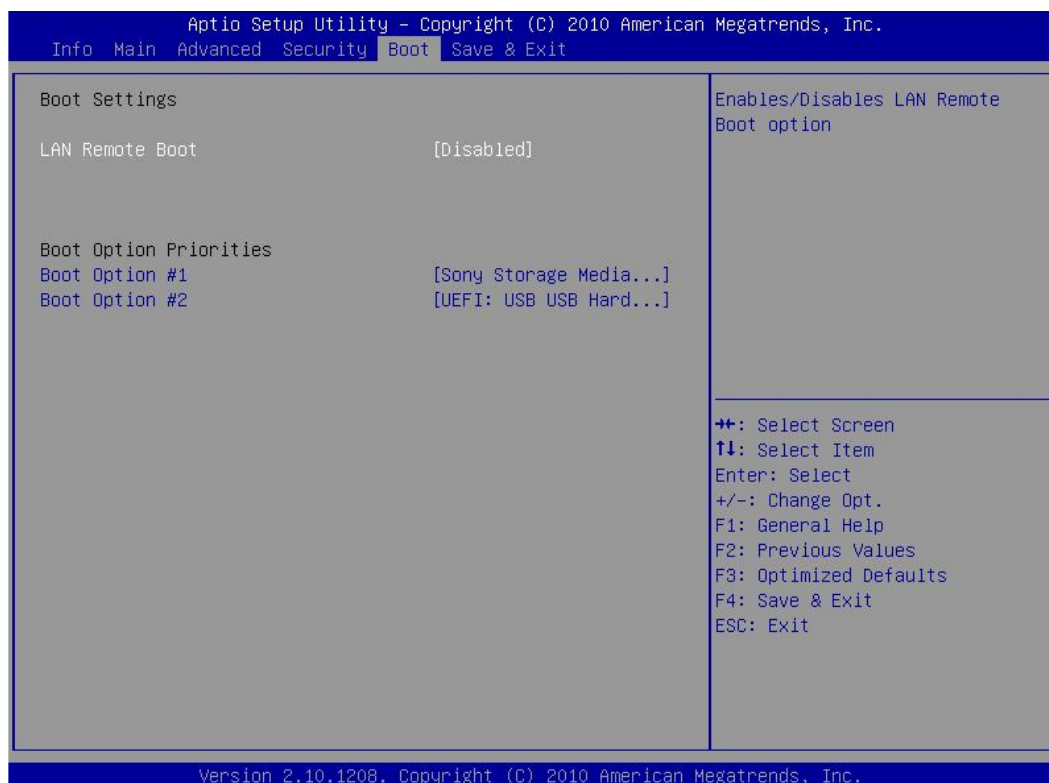 Aptio Setup Utility – Copyright (C) 2010 American Megatrends, Inc.
Info Main Advanced Security Boot Save & Exit
Boot Settings
LAN Remote Boot [Disabled]
Boot Option Priorities
Boot Option #1 [Sony Storage Media...]
Boot Option #2 [UEFI: USB USB Hard...]
Enables/Disables LAN Remote
Boot option
→←: Select Screen
↑↓: Select Item
Enter: Select
+/-: Change Opt.
F1: General Help
F2: Previous Values
F3: Optimized Defaults
F4: Save & Exit
ESC: Exit
Version 2.10.1208. Copyright (C) 2010 American Megatrends, Inc.